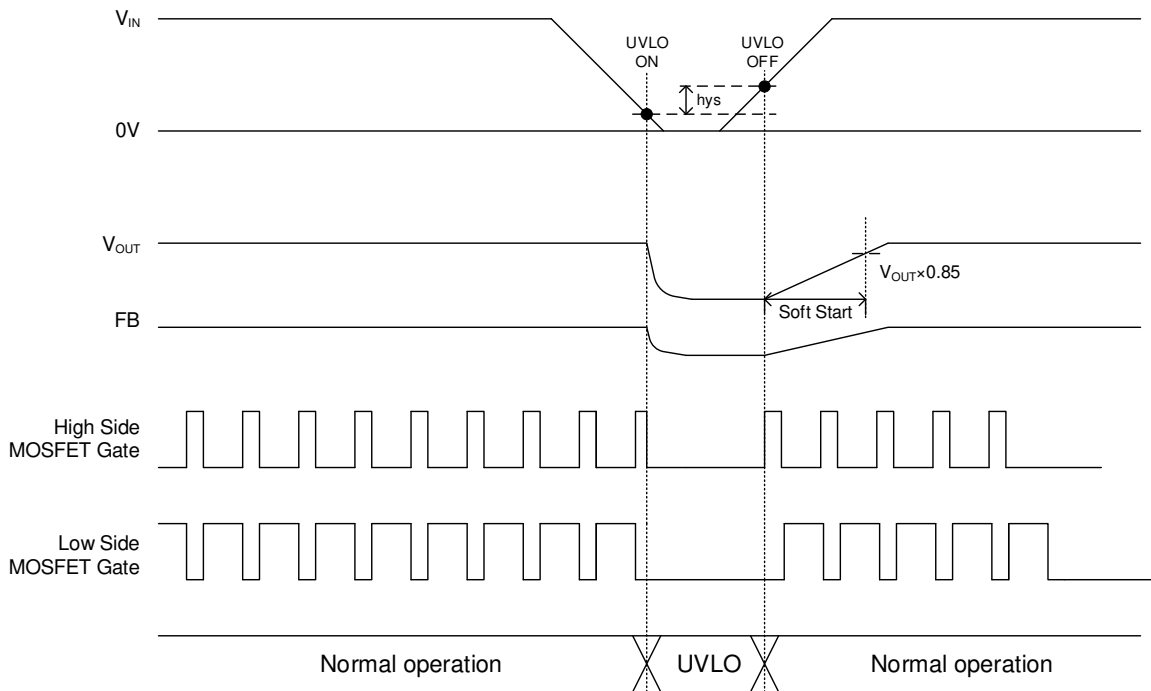 VIN
UVLO
ON
UVLO
OFF
hys
0V
VOUT
VOUT×0.85
Soft Start
FB
High Side
MOSFET Gate
Low Side
MOSFET Gate
Normal operation
UVLO
Normal operation